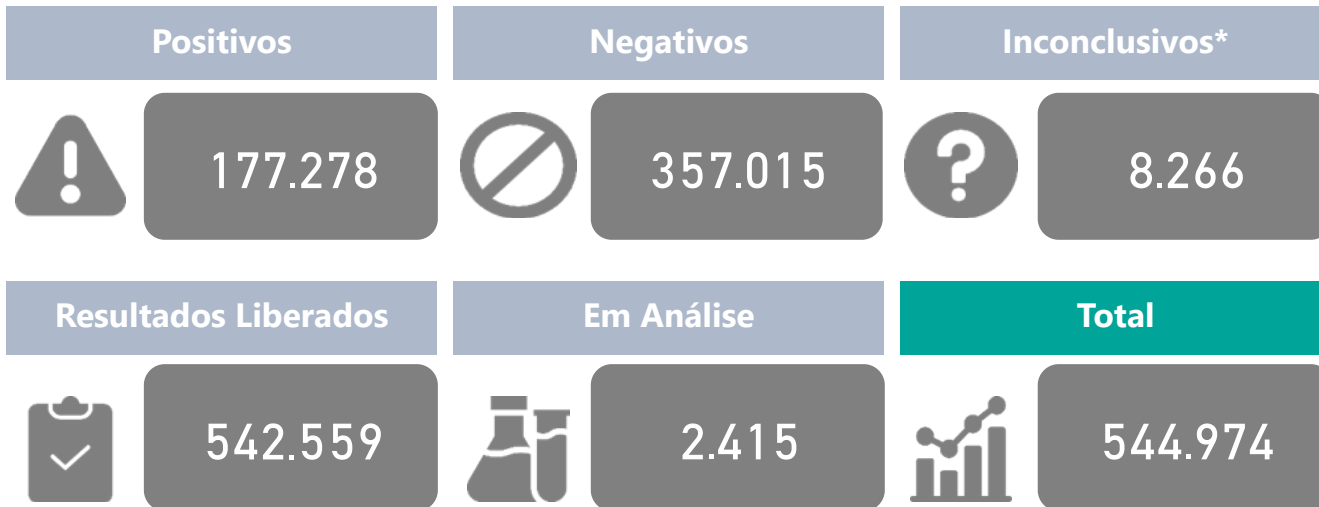 Positivos
Negativos
Inconclusivos*
177.278
357.015
8.266
Resultados Liberados
Em Análise
Total
542.559
2.415
544.974